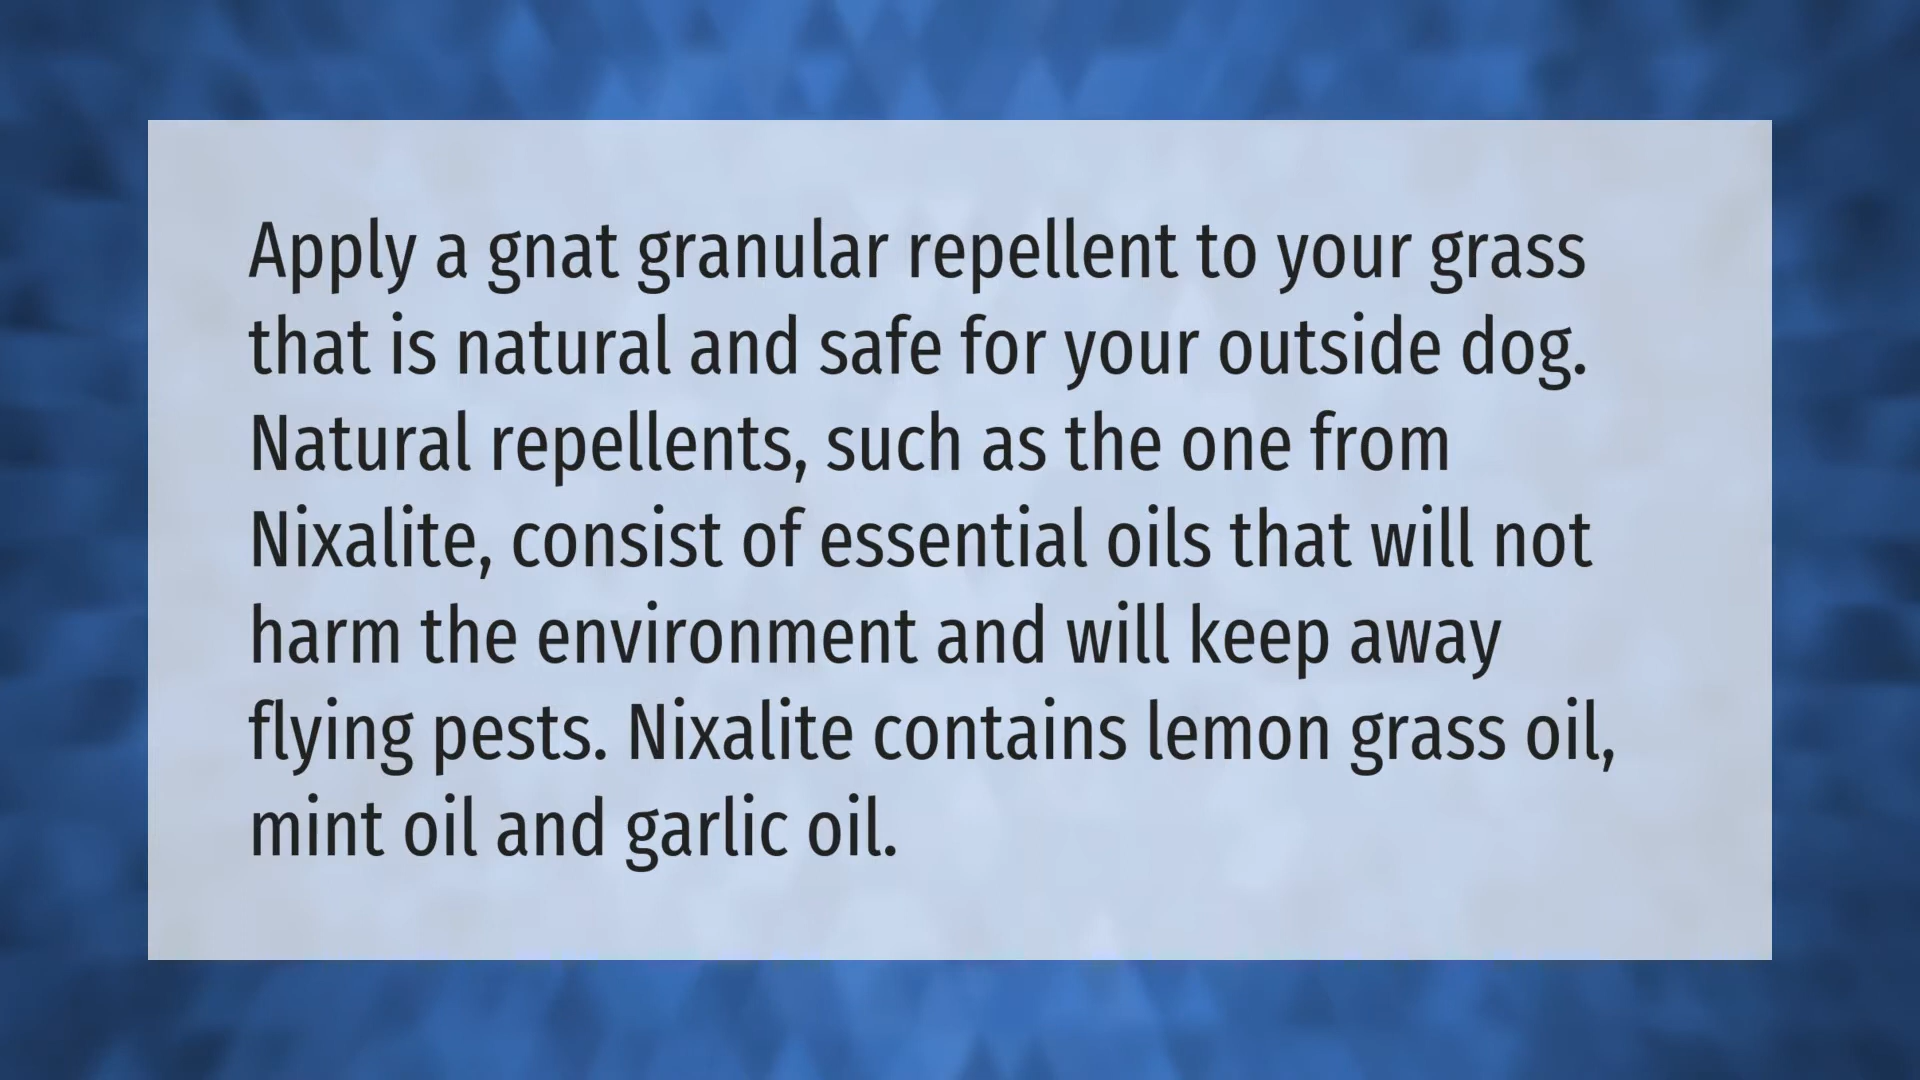 Apply a gnat granular repellent to your grass
that is natural and safe for your outside dog.
Natural repellents, such as the one from
Nixalite, consist of essential oils that will not
harm the environment and will keep away
flying pests. Nixalite contains lemon grass oil,
mint oil and garlic oil.